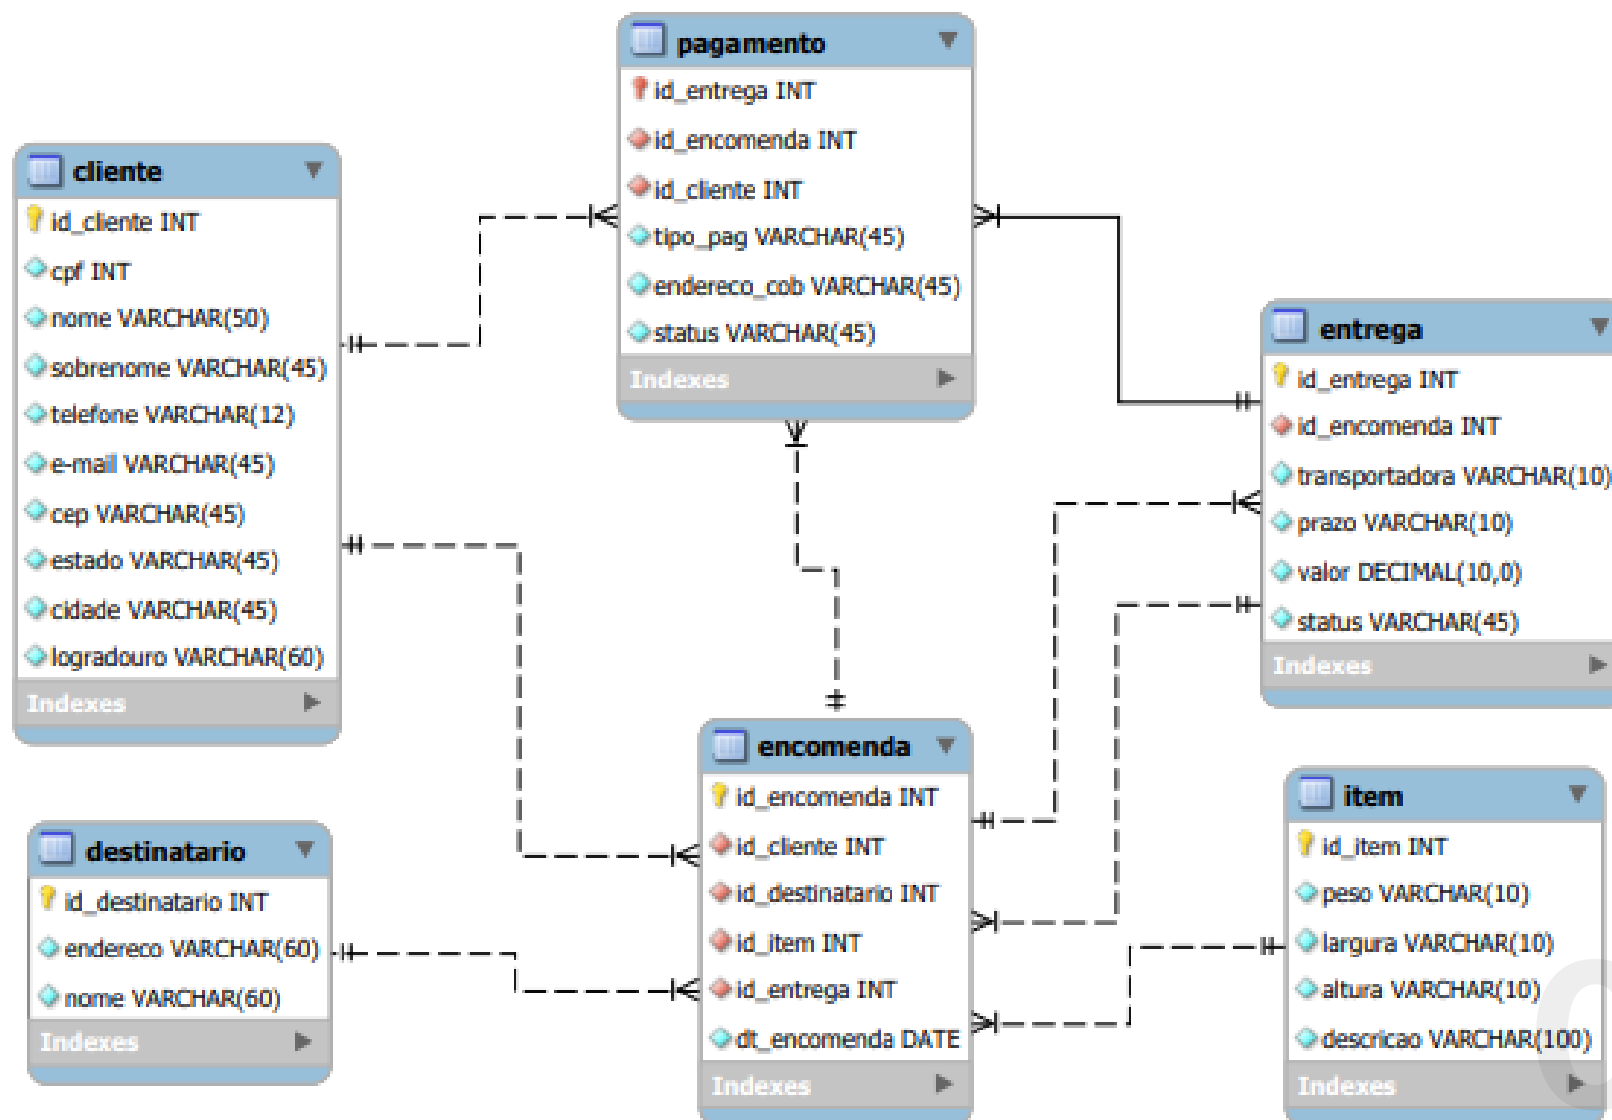 pagamento
id_entrega INT
id_encomenda INT
id_cliente INT
tipo_pag VARCHAR(45)
endereco_cob VARCHAR(45)
status VARCHAR(45)
Indexes
cliente
id_cliente INT
cpf INT
nome VARCHAR(50)
sobrenome VARCHAR(45)
telefone VARCHAR(12)
e-mail VARCHAR(45)
cep VARCHAR(45)
estado VARCHAR(45)
cidade VARCHAR(45)
logradouro VARCHAR(60)
Indexes
entrega
id_entrega INT
id_encomenda INT
transportadora VARCHAR(10)
prazo VARCHAR(10)
valor DECIMAL(10,0)
status VARCHAR(45)
Indexes
encomenda
id_encomenda INT
id_cliente INT
id_destinatario INT
id_item INT
id_entrega INT
dt_encomenda DATE
Indexes
destinatario
id_destinatario INT
endereco VARCHAR(60)
nome VARCHAR(60)
Indexes
item
id_item INT
peso VARCHAR(10)
largura VARCHAR(10)
altura VARCHAR(10)
descricao VARCHAR(100)
Indexes